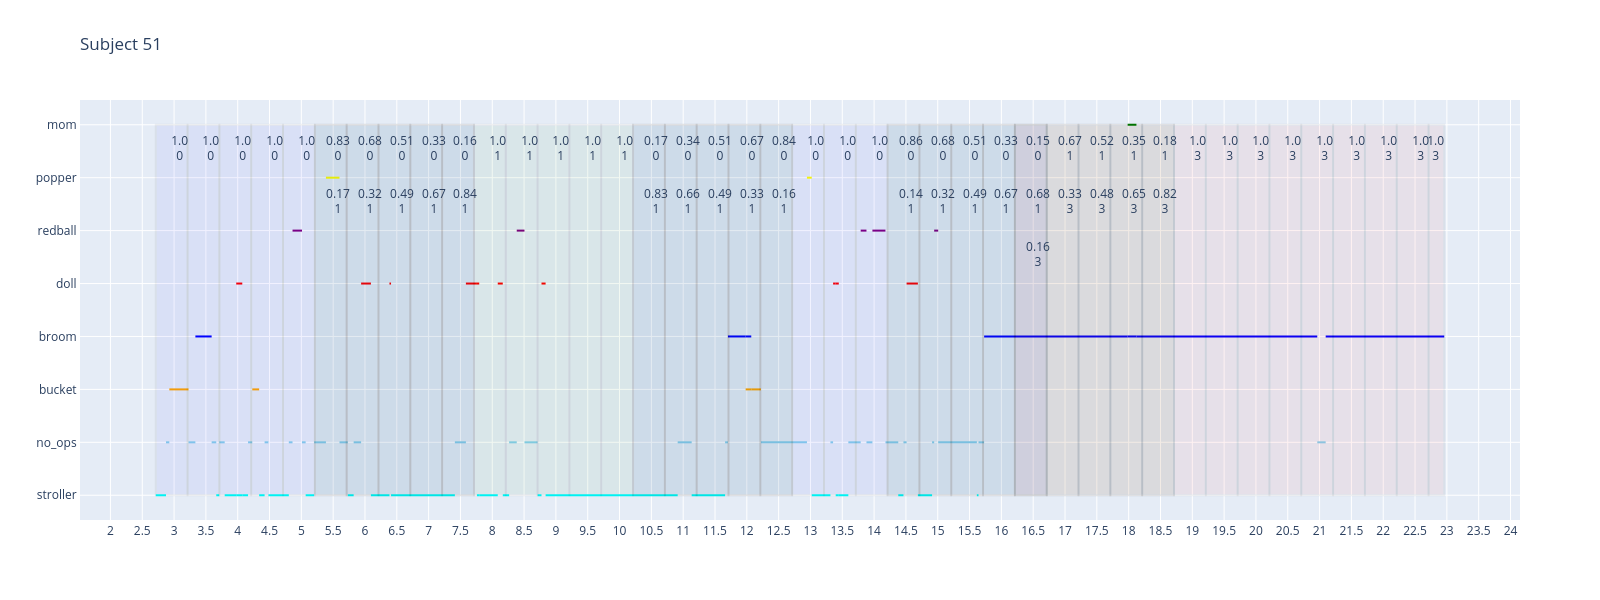 Subject 51
mom
1.0 1.0 1.0 1.0 1.0 0.83 0.68 0.51 0.33 0.16 1.0 1.0 1.0 1.0 1.0 0.17 0.34 0.51 0.67 0.84 1.0 1.0 1.0 0.86 0.68 0.51 0.33 0.15 0.67 0.52 0.35 0.18 1.0 1.0 1.0 1.0 1.0 1.0 1.0 1.0 1.0
0 0 0 0 0 0 0 0 0 0 1 1 1 1 1 0 0 0 0 0 0 0 0 0 0 0 0 0 1 1 1 1 3 3 3 3 3 3 3 3 3
popper
0.17 0.32 0.49 0.67 0.84 0.83 0.66 0.49 0.33 0.16 0.14 0.32 0.49 0.67 0.68 0.33 0.48 0.65 0.82
1 1 1 1 1 1 1 1 1 1 1 1 1 1 1 3 3 3 3
redball
0.16
3
doll
broom
bucket
no_ops
stroller
2 2.5 3 3.5 4 4.5 5 5.5 6 6.5 7 7.5 8 8.5 9 9.5 10 10.5 11 11.5 12 12.5 13 13.5 14 14.5 15 15.5 16 16.5 17 17.5 18 18.5 19 19.5 20 20.5 21 21.5 22 22.5 23 23.5 24